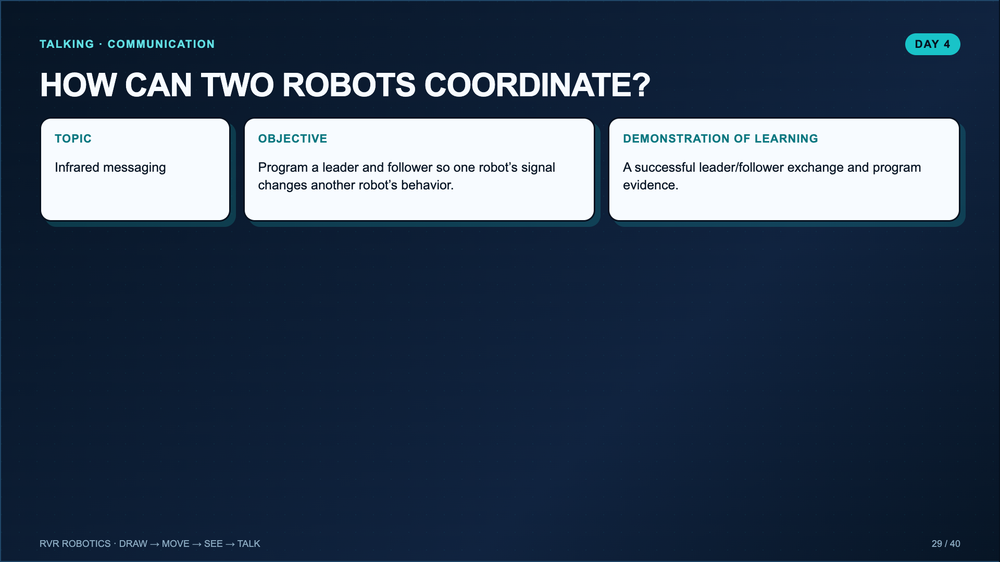 TALKING · COMMUNICATION
DAY 4
HOW CAN TWO ROBOTS COORDINATE?
TOPIC
Infrared messaging
OBJECTIVE
Program a leader and follower so one robot’s signal
changes another robot’s behavior.
DEMONSTRATION OF LEARNING
A successful leader/follower exchange and program
evidence.
RVR ROBOTICS · DRAW → MOVE → SEE → TALK
29 / 40